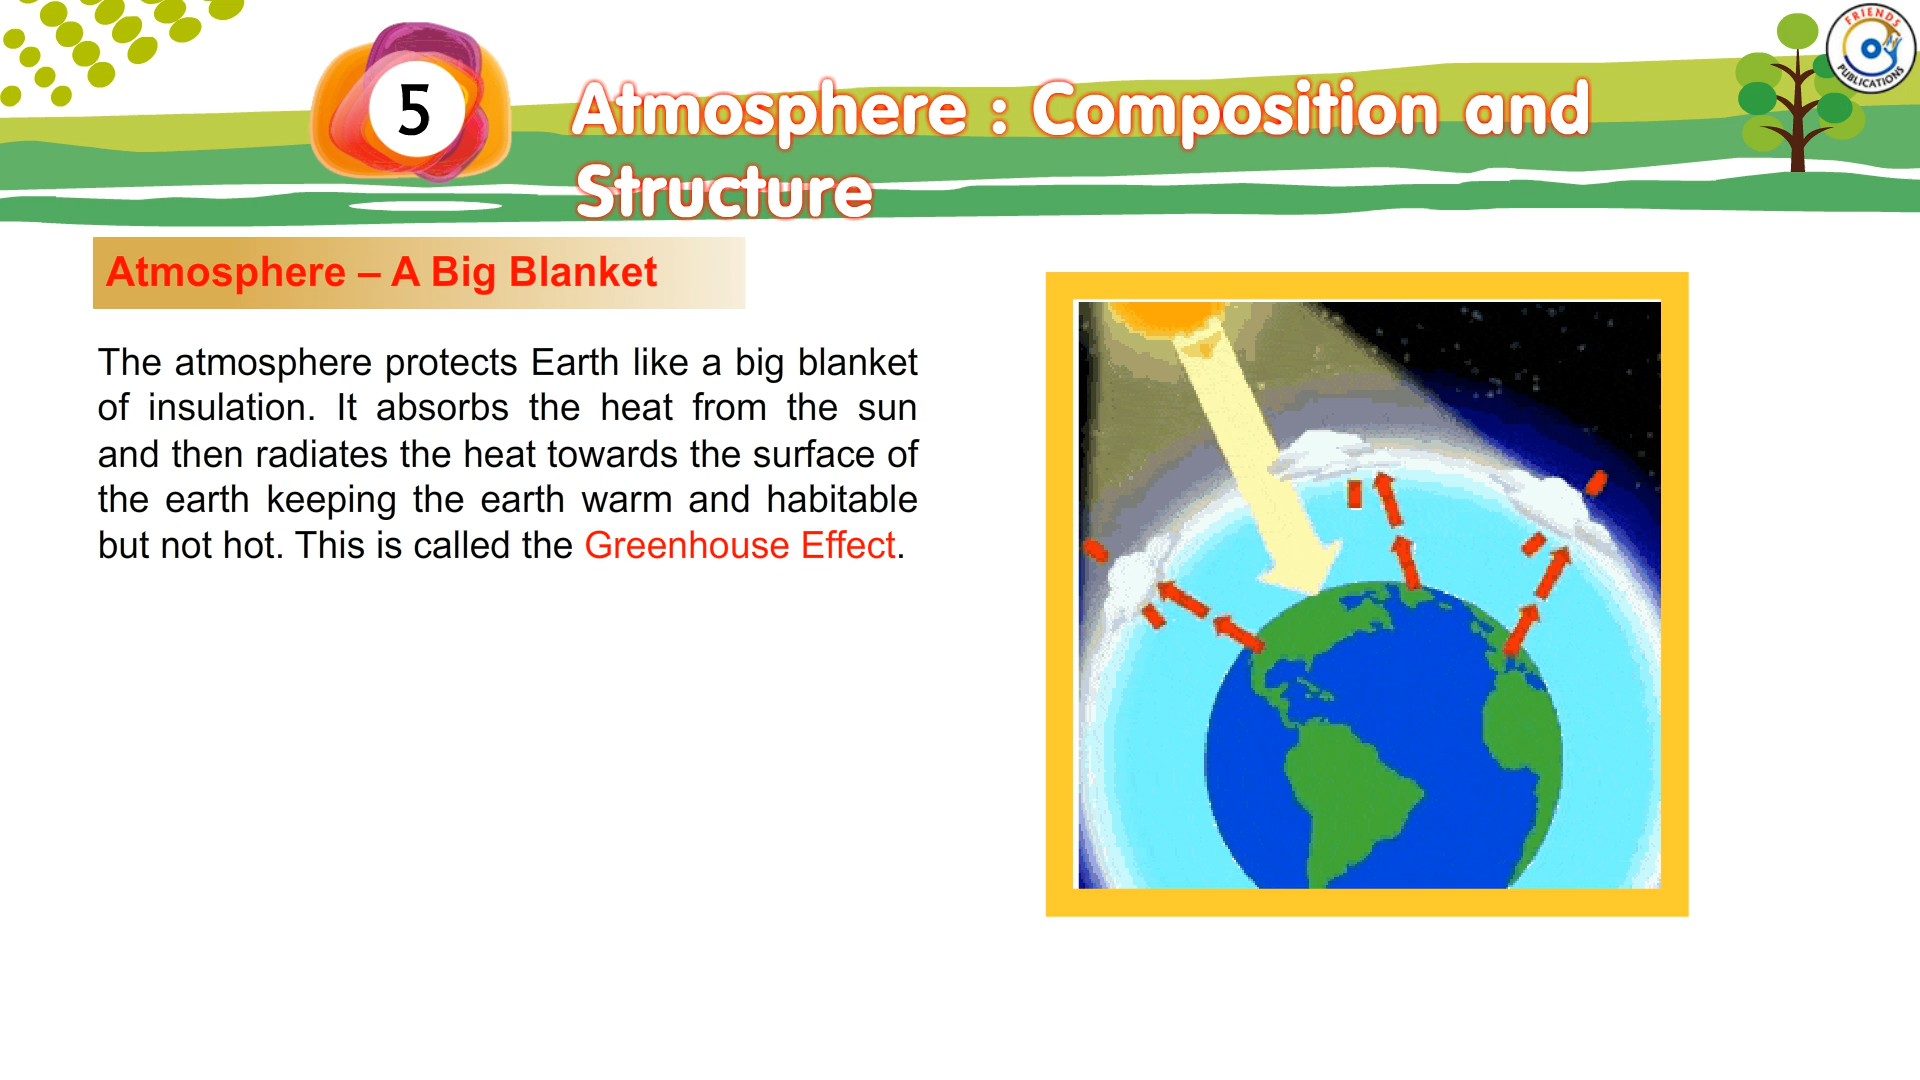 5
Atmosphere : Composition and
Structure
FRIENDS
PUBLICATIONS
Atmosphere – A Big Blanket
The atmosphere protects Earth like a big blanket
of insulation. It absorbs the heat from the sun
and then radiates the heat towards the surface of
the earth keeping the earth warm and habitable
but not hot. This is called the Greenhouse Effect.